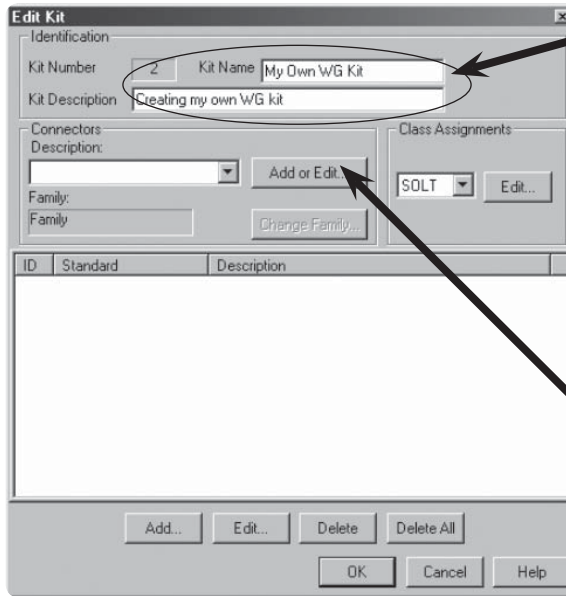 Edit Kit
Identification
Kit Number 2 Kit Name My Own WG Kit
Kit Description Creating my own WG kit
Connectors
Description:
Add or Edit...
Family:
Family
Change Family...
Class Assignments
SOLT Edit...
ID Standard Description
Add... Edit... Delete Delete All
OK Cancel Help